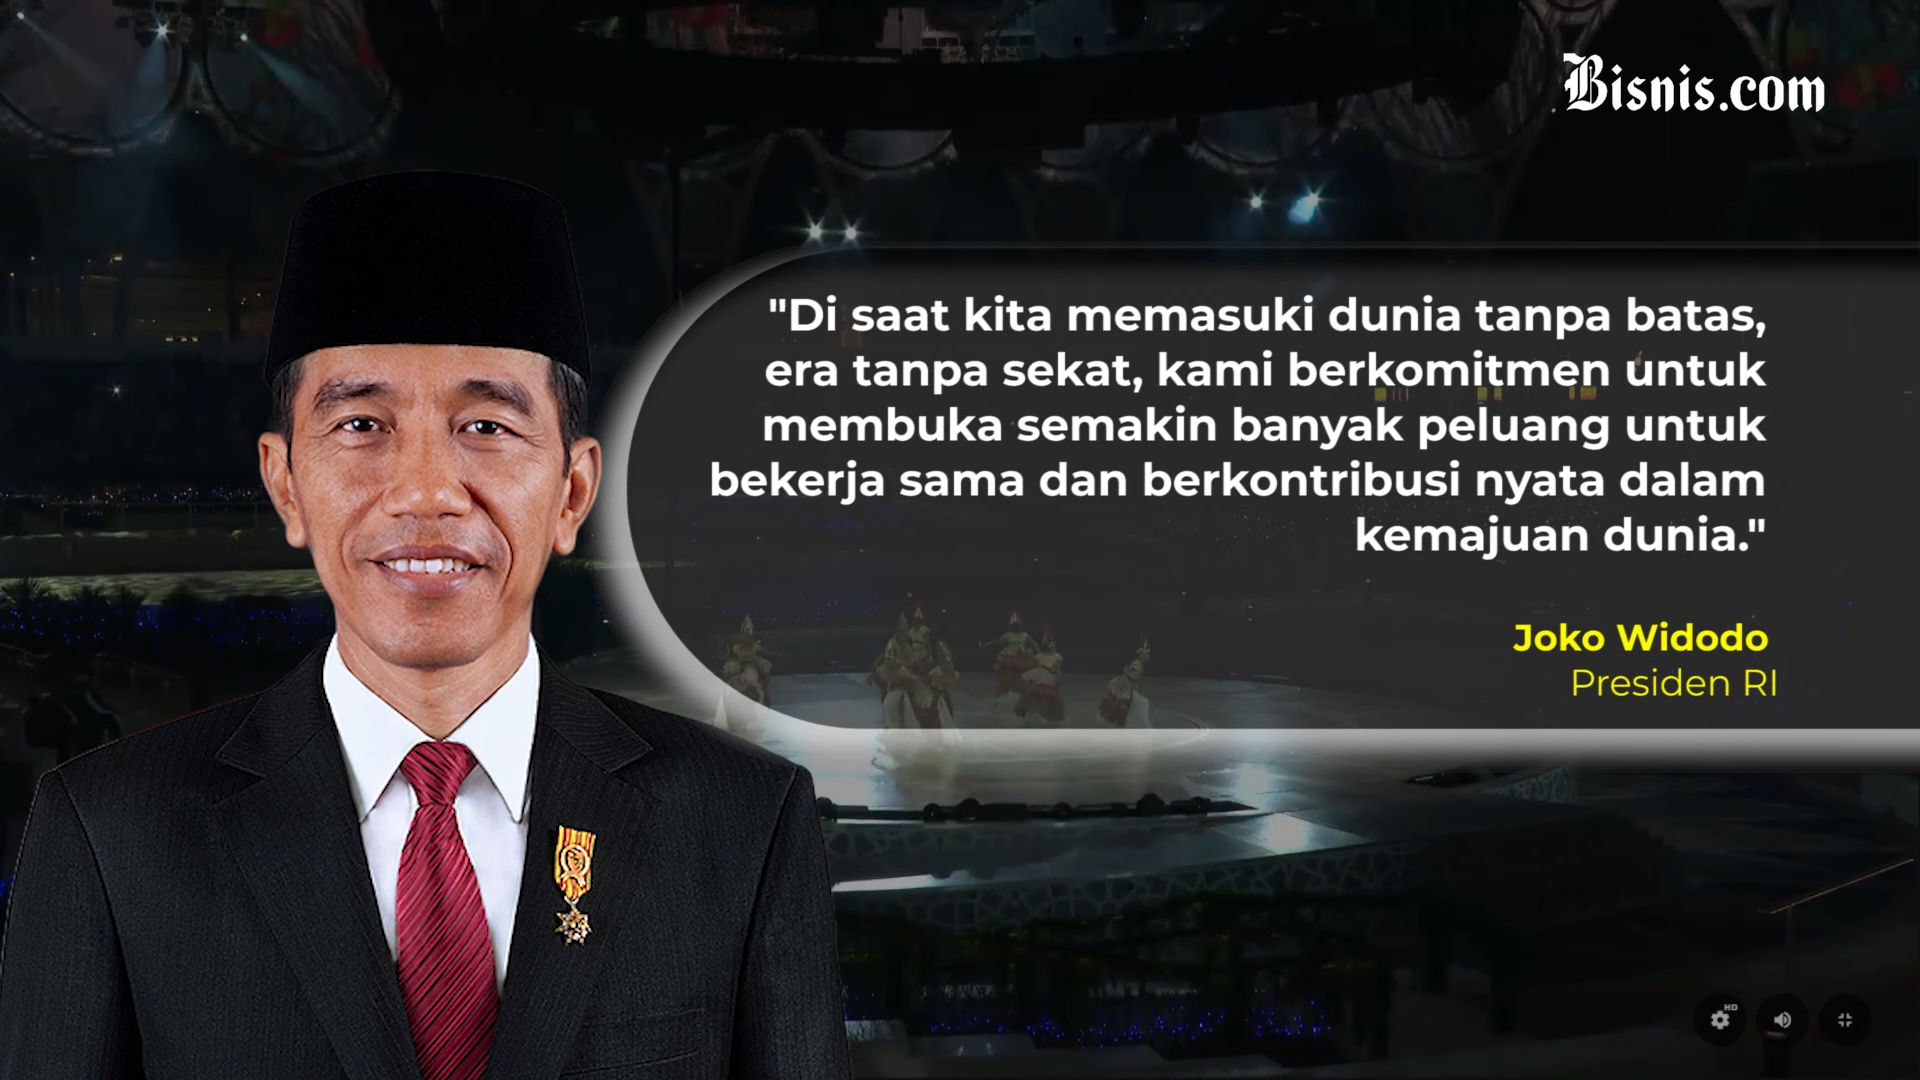 Bisnis.com
"Di saat kita memasuki dunia tanpa batas,
era tanpa sekat, kami berkomitmen untuk
membuka semakin banyak peluang untuk
bekerja sama dan berkontribusi nyata dalam
kemajuan dunia."
Joko Widodo
Presiden RI
HD